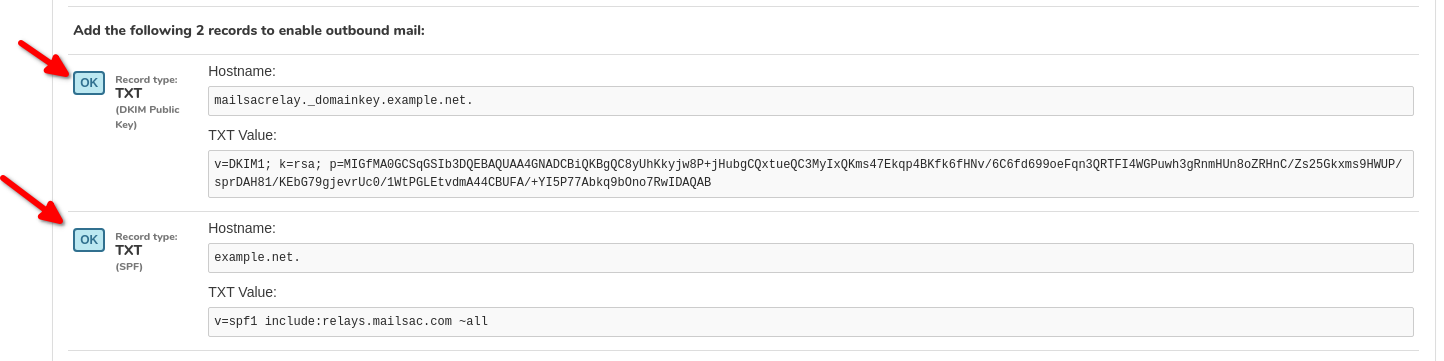 Add the following 2 records to enable outbound mail:
OK
Record type:
TXT
(DKIM Public
Key)
Hostname:
mailsacrelay._domainkey.example.net.
TXT Value:
v=DKIM1; k=rsa; p=MIGfMA0GCSqGSIb3DQEBAQUAA4GNADCBiQKBgQC8yUhKkyjw8P+jHubgCQxtueQC3MyIxQKms47Ekqp4BKfk6fHNv/6C6fd699oeFqn3QRTFI4WGPuwh3gRnmHUn8oZRHnC/Zs25Gkxms9HWUP/
sprDAH81/KEbG79gjevrUc0/1WtPGLEtvdmA44CBUFA/+YI5P77Abkq9bOno7RwIDAQAB
OK
Record type:
TXT
(SPF)
Hostname:
example.net.
TXT Value:
v=spf1 include:relays.mailsac.com ~all